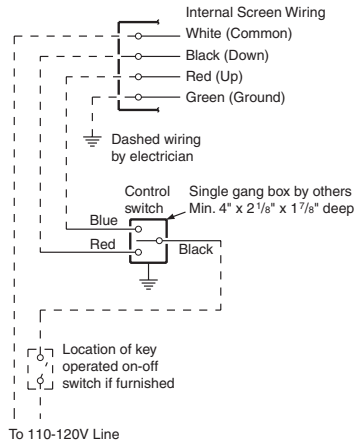 Internal Screen Wiring
White (Common)
Black (Down)
Red (Up)
Green (Ground)
Dashed wiring
by electrician
Control
switch
Single gang box by others
Min. 4" x 2 1/8" x 1 7/8" deep
Blue
Red
Black
Location of key
operated on-off
switch if furnished
To 110-120V Line